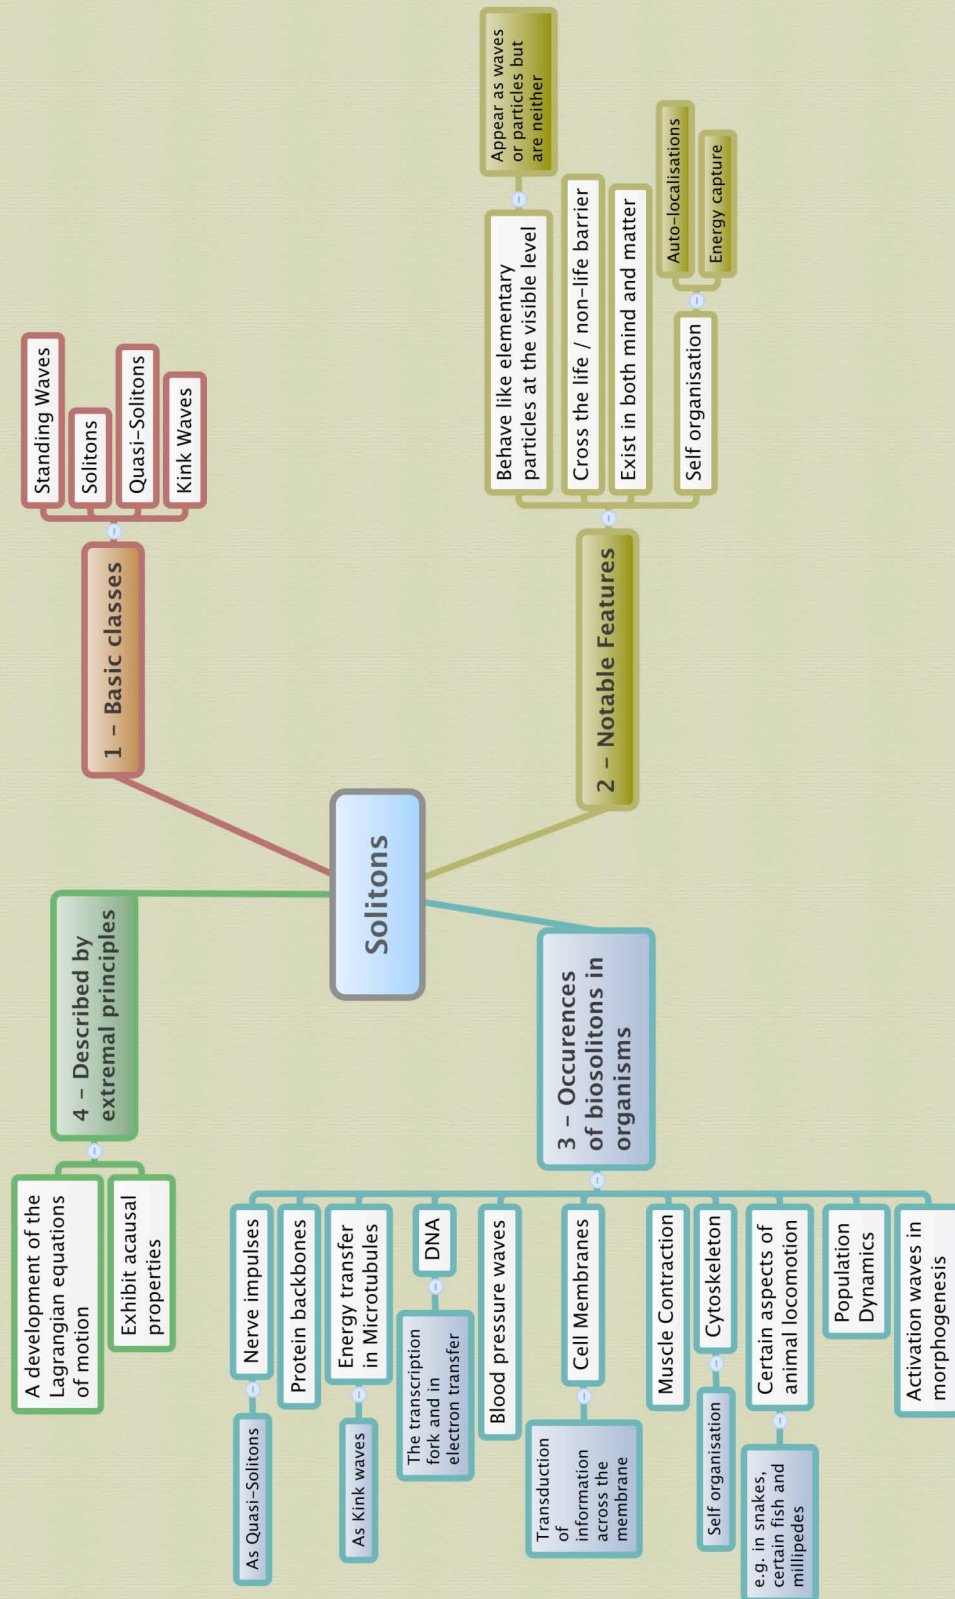 Solitons
1 – Basic classes
Standing Waves
Solitons
Quasi-Solitons
Kink Waves
2 – Notable Features
Behave like elementary
particles at the visible level
Appear as waves
or particles but
are neither
Cross the life / non-life barrier
Exist in both mind and matter
Self organisation
Auto-localisations
Energy capture
3 – Occurences
of biosolitons in
organisms
Nerve impulses
As Quasi-Solitons
Protein backbones
Energy transfer
in Microtubules
As Kink waves
DNA
The transcription
fork and in
electron transfer
Blood pressure waves
Cell Membranes
Transduction
of
information
across the
membrane
Muscle Contraction
Cytoskeleton
Self organisation
Certain aspects of
animal locomotion
e.g. in snakes,
certain fish and
millipedes
Population
Dynamics
Activation waves in
morphogenesis
4 – Described by
extremal principles
A development of the
Lagrangian equations
of motion
Exhibit acausal
properties